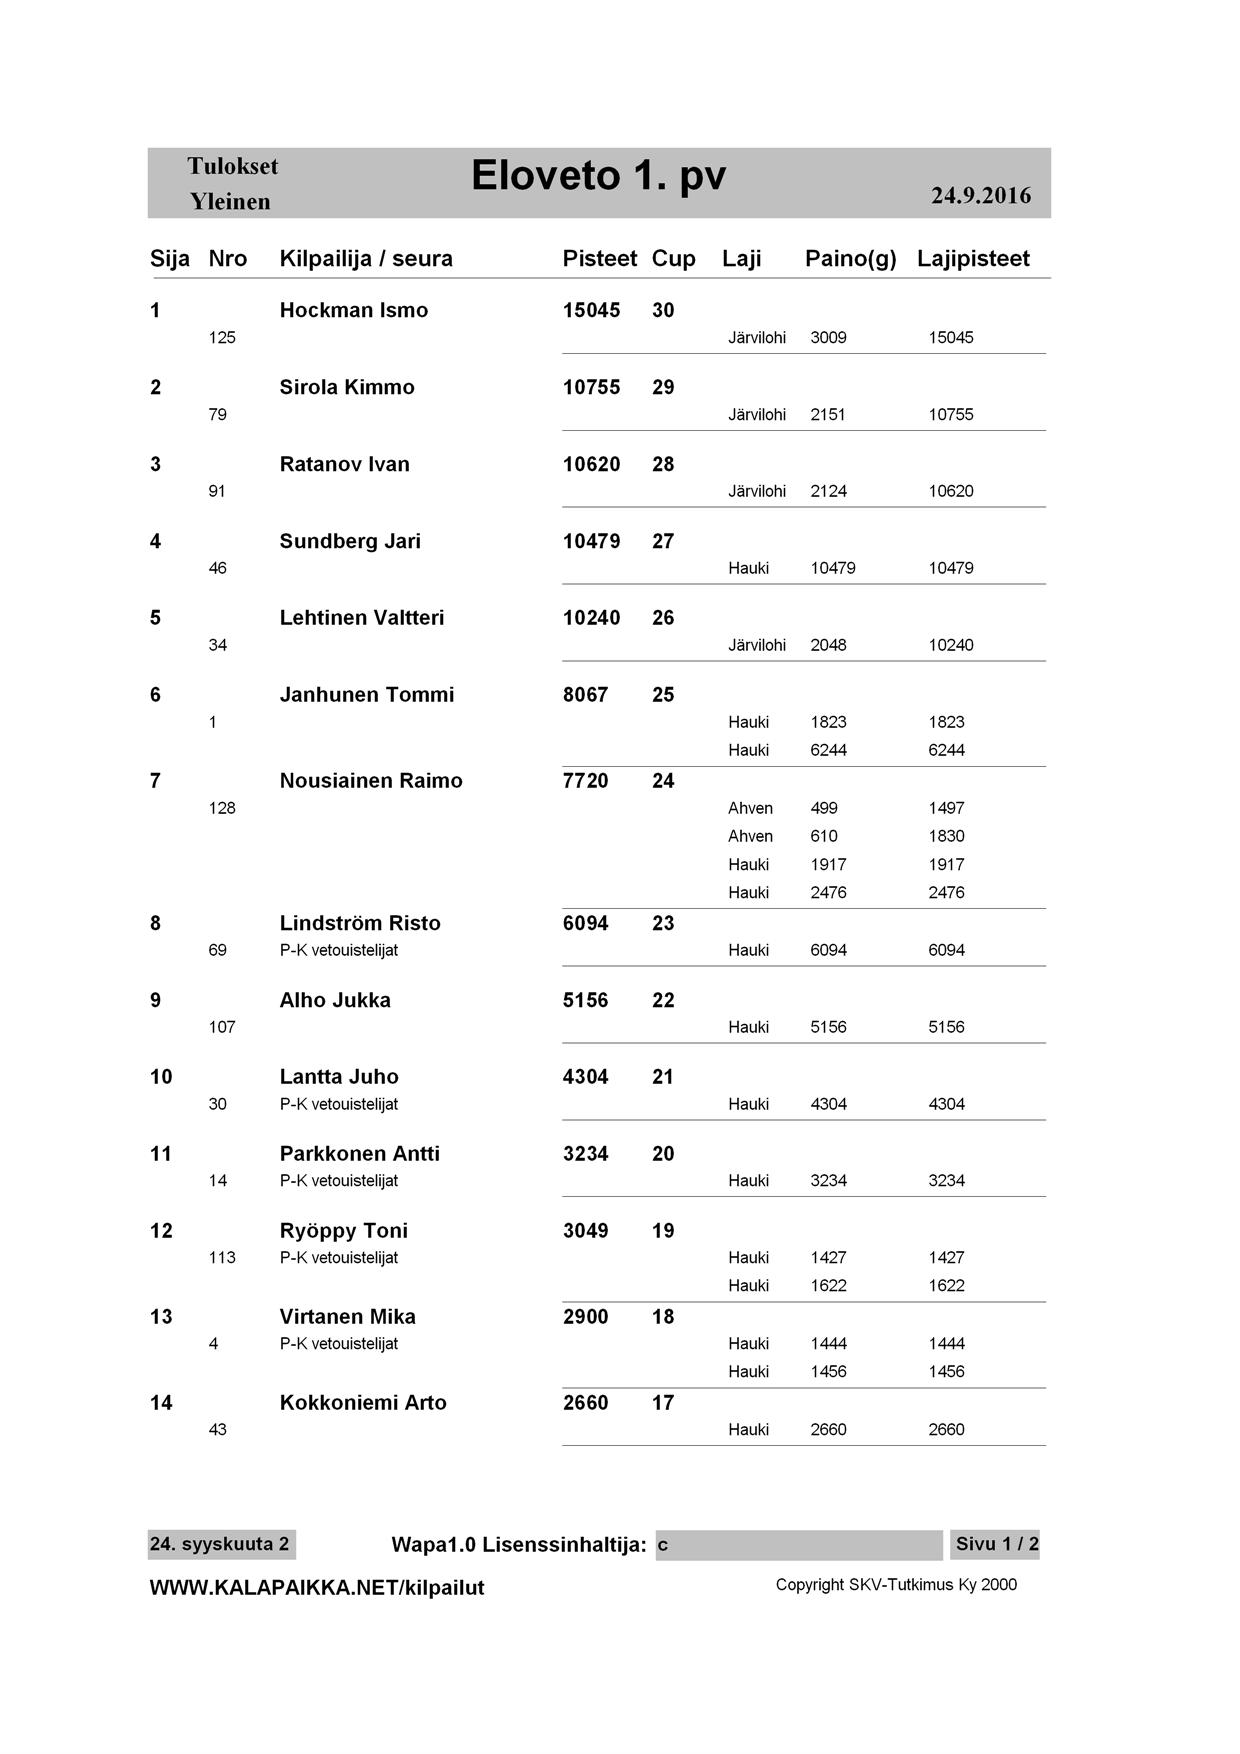 Tulokset
Eloveto 1. pv
Yleinen
24.9.2016
Sija Nro Kilpailija / seura Pisteet Cup Laji Paino(g) Lajipisteet
1 Hockman Ismo 15045 30
125 Järvilohi 3009 15045
2 Sirola Kimmo 10755 29
79 Järvilohi 2151 10755
3 Ratanov Ivan 10620 28
91 Järvilohi 2124 10620
4 Sundberg Jari 10479 27
46 Hauki 10479 10479
5 Lehtinen Valtteri 10240 26
34 Järvilohi 2048 10240
6 Janhunen Tommi 8067 25
1 Hauki 1823 1823
Hauki 6244 6244
7 Nousiainen Raimo 7720 24
128 Ahven 499 1497
Ahven 610 1830
Hauki 1917 1917
Hauki 2476 2476
8 Lindström Risto 6094 23
69 P-K vetouistelijat Hauki 6094 6094
9 Alho Jukka 5156 22
107 Hauki 5156 5156
10 Lantta Juho 4304 21
30 P-K vetouistelijat Hauki 4304 4304
11 Parkkonen Antti 3234 20
14 P-K vetouistelijat Hauki 3234 3234
12 Ryöppy Toni 3049 19
113 P-K vetouistelijat Hauki 1427 1427
Hauki 1622 1622
13 Virtanen Mika 2900 18
4 P-K vetouistelijat Hauki 1444 1444
Hauki 1456 1456
14 Kokkoniemi Arto 2660 17
43 Hauki 2660 2660
24. syyskuuta 2 Wapa1.0 Lisenssinhaltija: c Sivu 1 / 2
WWW.KALAPAIKKA.NET/kilpailut Copyright SKV-Tutkimus Ky 2000